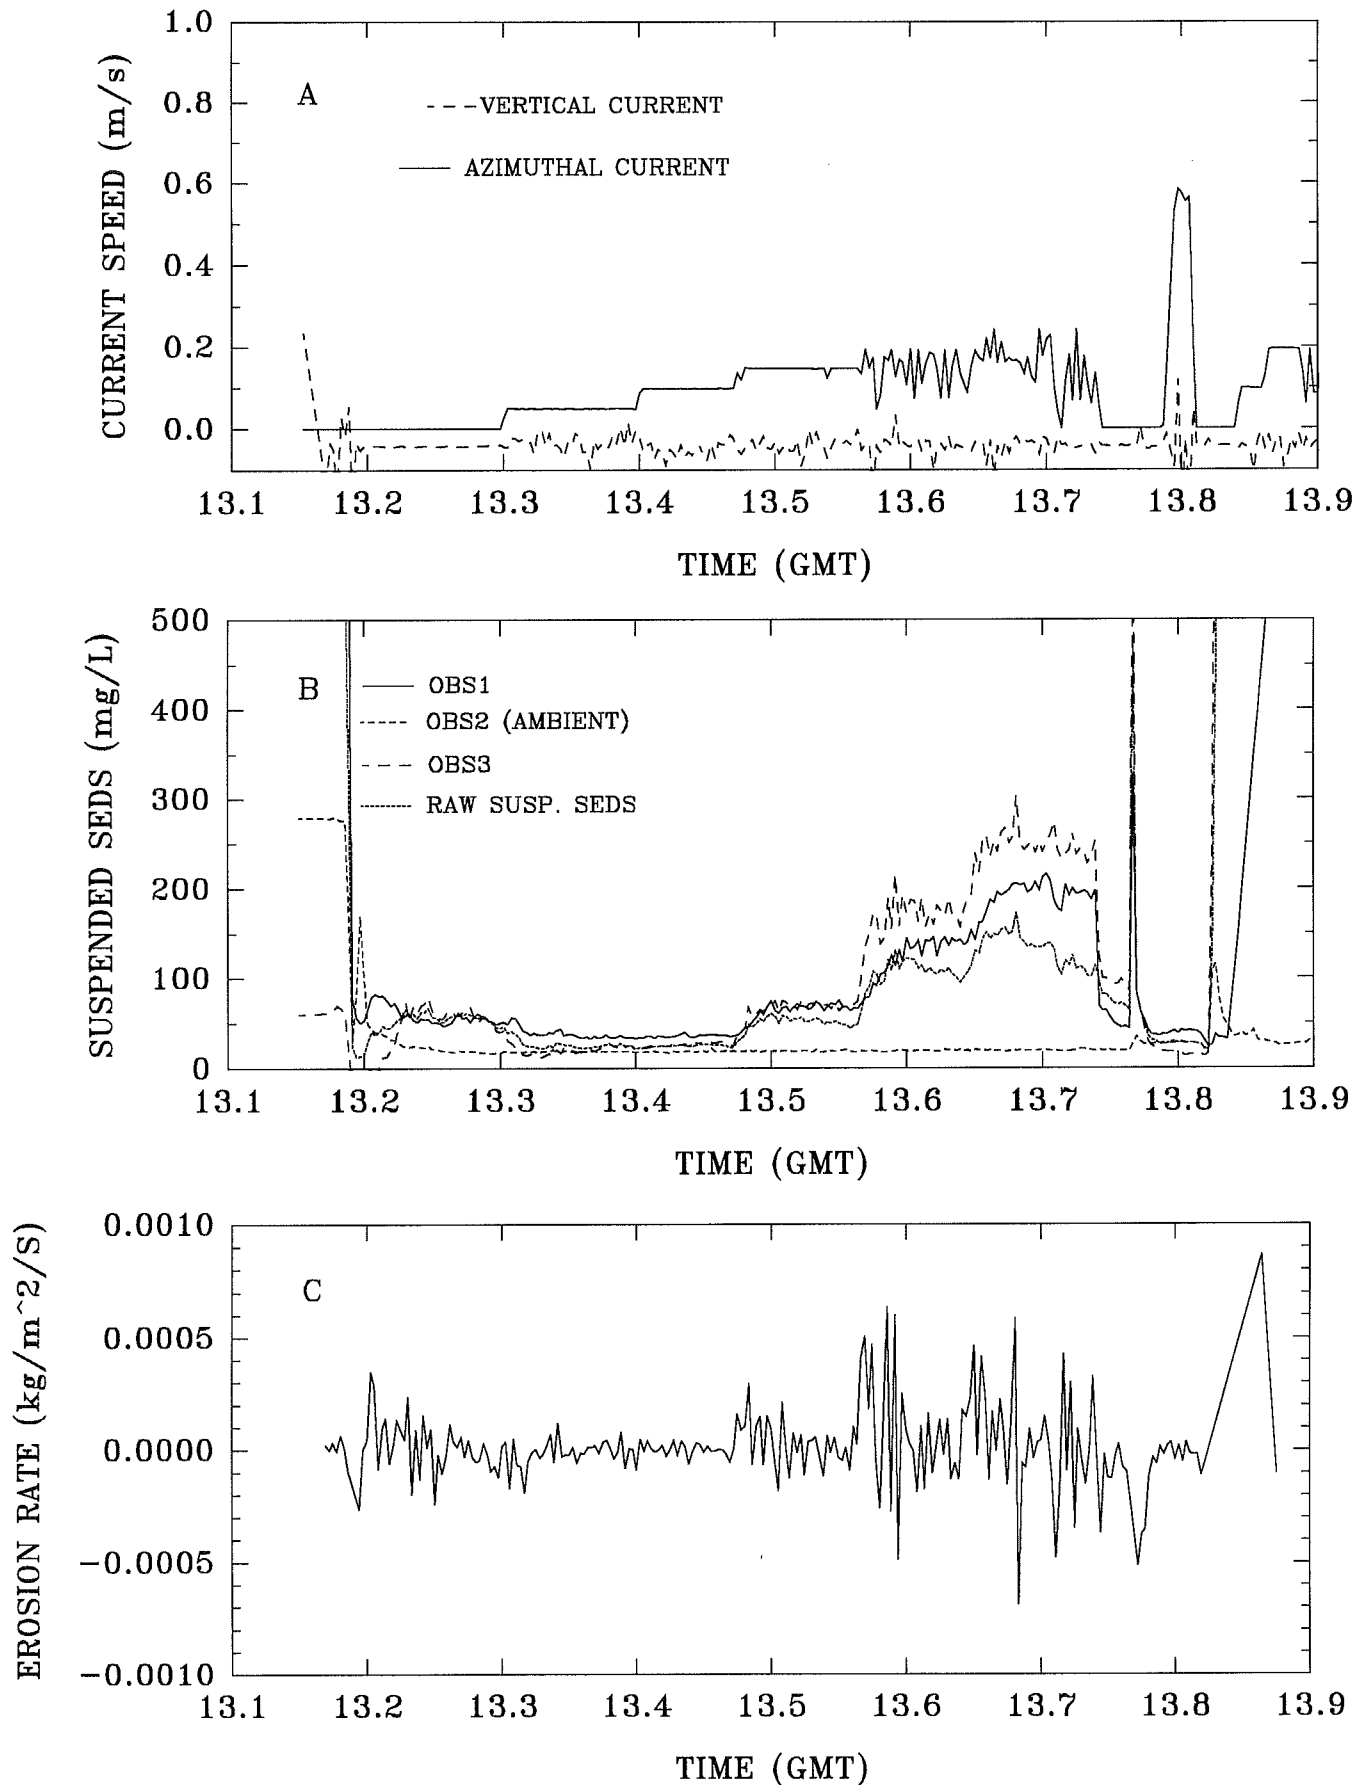 1.0
0.8
0.6
0.4
0.2
0.0
CURRENT SPEED (m/s)
A
VERTICAL CURRENT
AZIMUTHAL CURRENT
13.1 13.2 13.3 13.4 13.5 13.6 13.7 13.8 13.9
TIME (GMT)
500
400
300
200
100
0
SUSPENDED SEDS (mg/L)
B
OBS1
OBS2 (AMBIENT)
OBS3
RAW SUSP. SEDS
13.1 13.2 13.3 13.4 13.5 13.6 13.7 13.8 13.9
TIME (GMT)
0.0010
0.0005
0.0000
−0.0005
−0.0010
EROSION RATE (kg/m^2/S)
C
13.1 13.2 13.3 13.4 13.5 13.6 13.7 13.8 13.9
TIME (GMT)